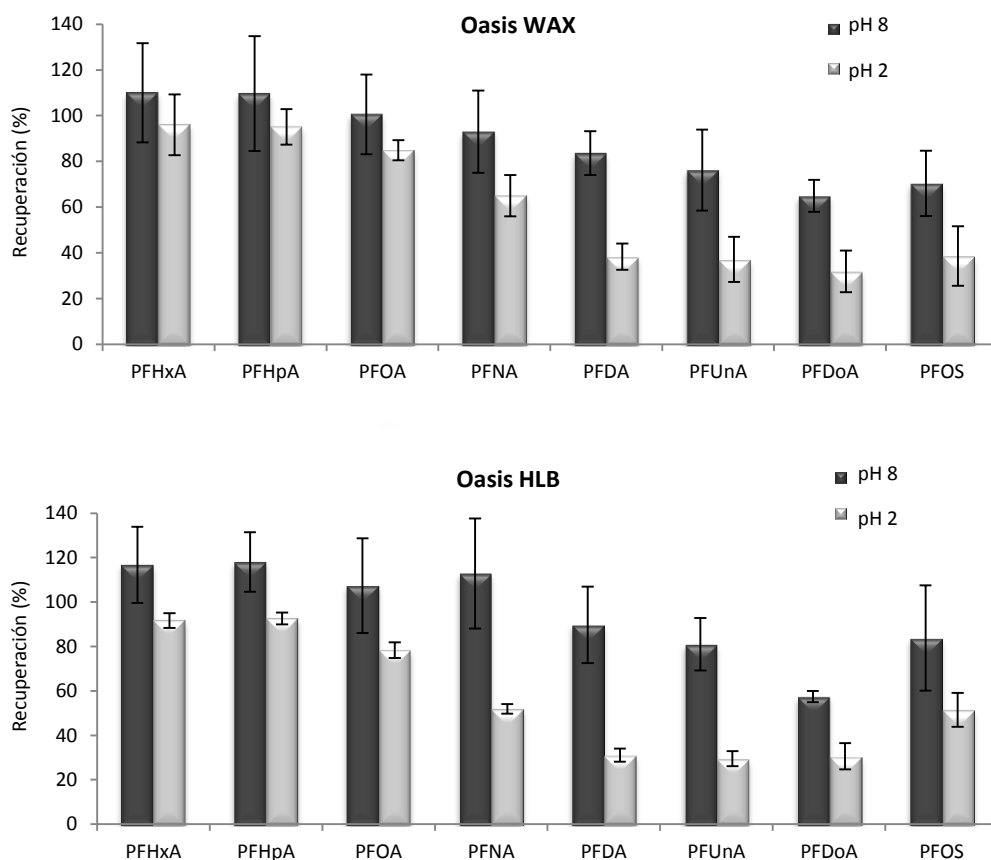 Oasis WAX
pH 8
pH 2
Recuperación (%)
140
120
100
80
60
40
20
0
PFHxA PFHpA PFOA PFNA PFDA PFUnA PFDoA PFOS
Oasis HLB
pH 8
pH 2
Recuperación (%)
140
120
100
80
60
40
20
0
PFHxA PFHpA PFOA PFNA PFDA PFUnA PFDoA PFOS